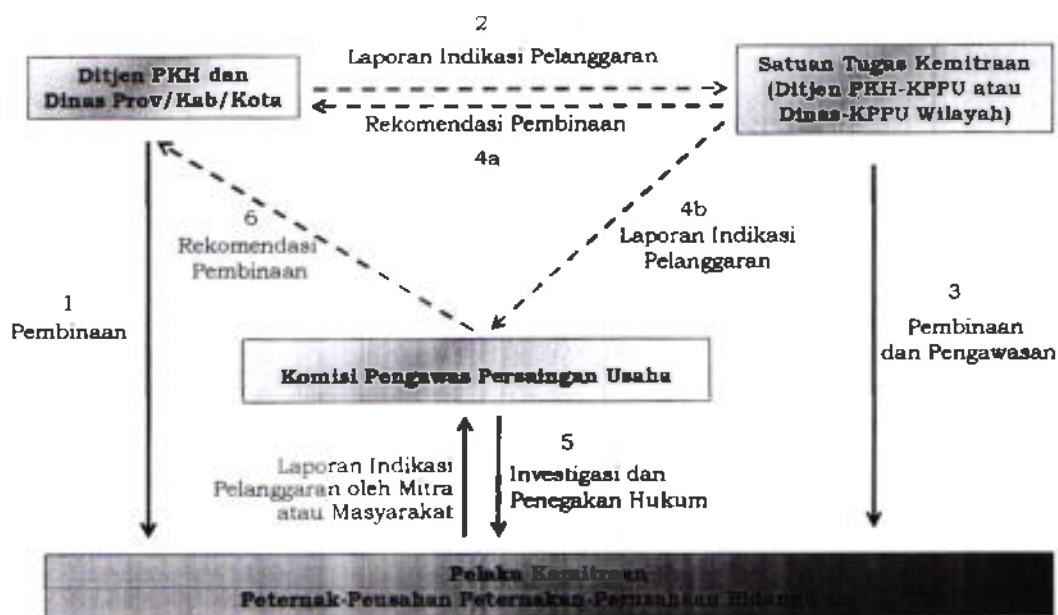 2
Laporan Indikasi Pelanggaran
Ditjen PKH dan
Dinas Prov/Kab/Kota
Satuan Tugas Kemitraan
(Ditjen PKH-KPPU atau
Dinas-KPPU Wilayah)
Rekomendasi Pembinaan
4a
6
Rekomendasi
Pembinaan
4b
Laporan Indikasi
Pelanggaran
1
Pembinaan
3
Pembinaan
dan Pengawasan
Komisi Pengawas Persaingan Usaha
Laporan Indikasi
Pelanggaran oleh Mitra
atau Masyarakat
5
Investigasi dan
Penegakan Hukum
Pelaku Kemitraan
Peternak-Peusahan Peternakan-Perusahaan Bidang